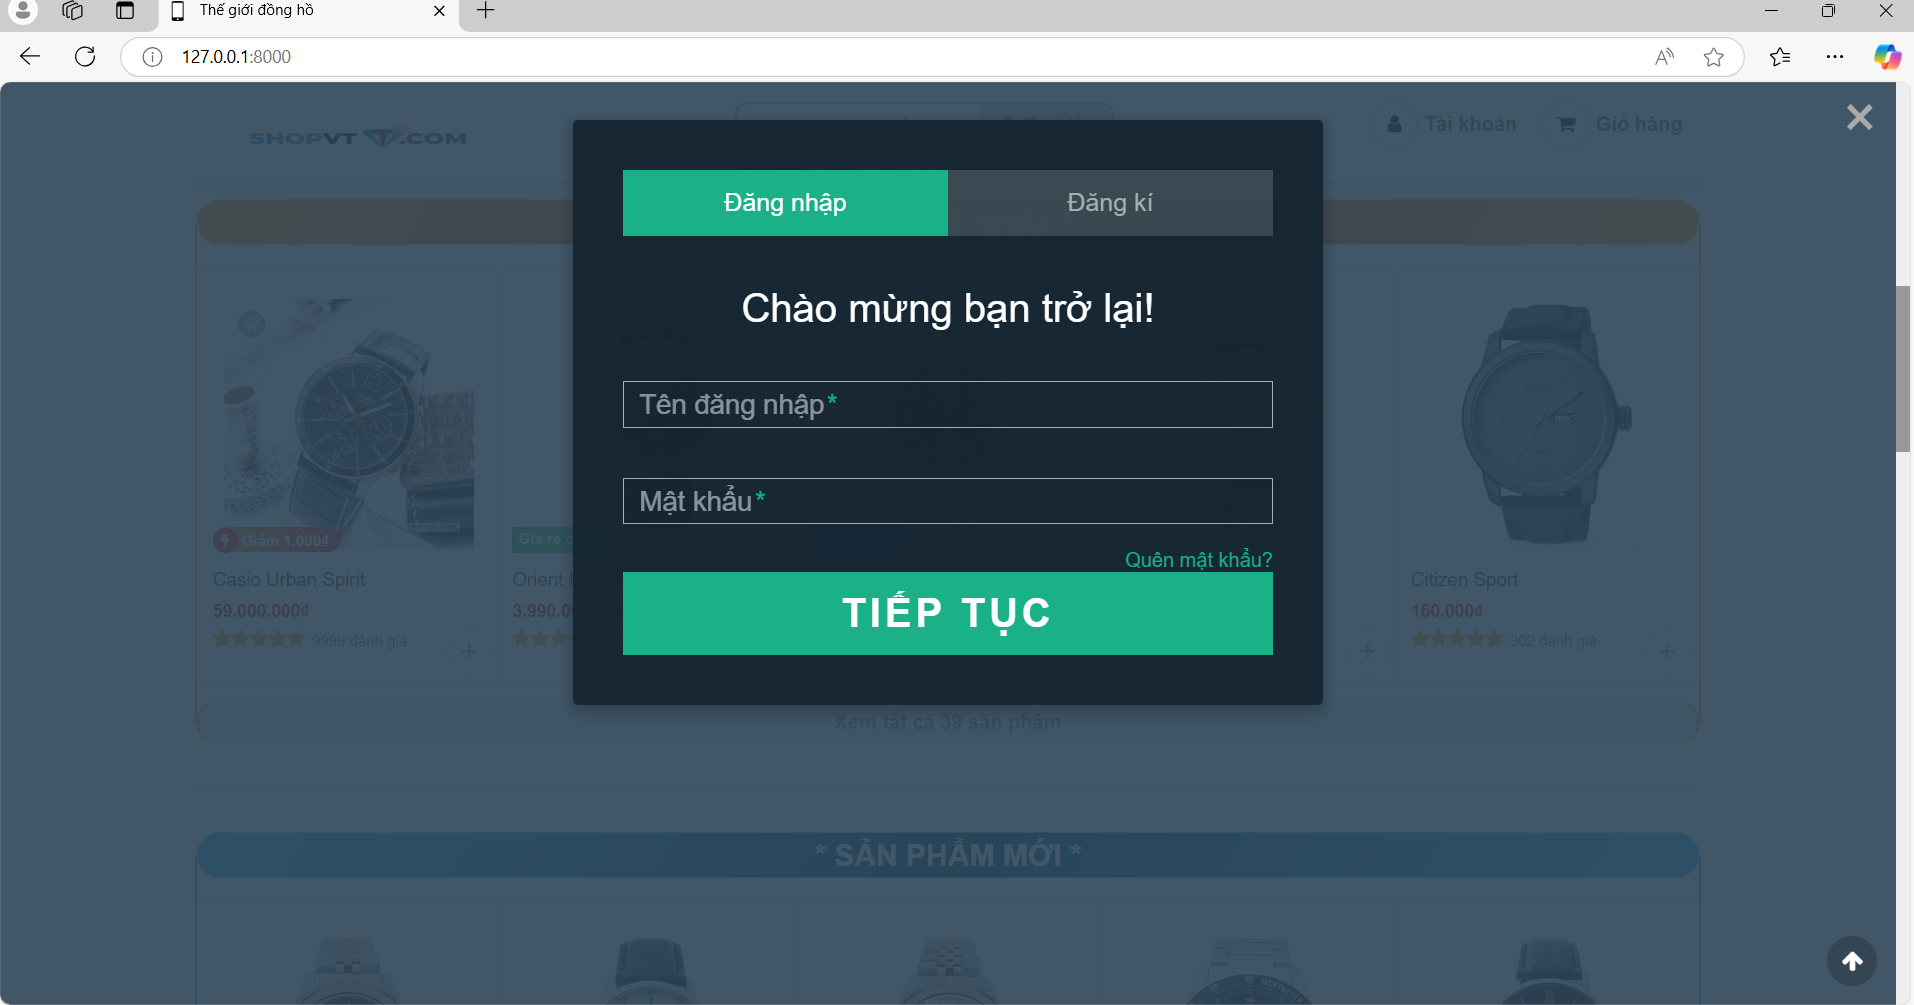 Thế giới đồng hồ
127.0.0.1:8000
SHOPVT .COM
Tài khoản
Giỏ hàng
Đăng nhập
Đăng kí
Chào mừng bạn trở lại!
Tên đăng nhập*
Mật khẩu*
Quên mật khẩu?
TIẾP TỤC
Giảm 1.000₫
Giá rẻ
Casio Urban Spirit
Orient
Citizen Sport
59.000.000₫
3.990.0
160.000₫
9999 đánh giá
302 đánh giá
Xem tất cả 39 sản phẩm
* SẢN PHẨM MỚI *